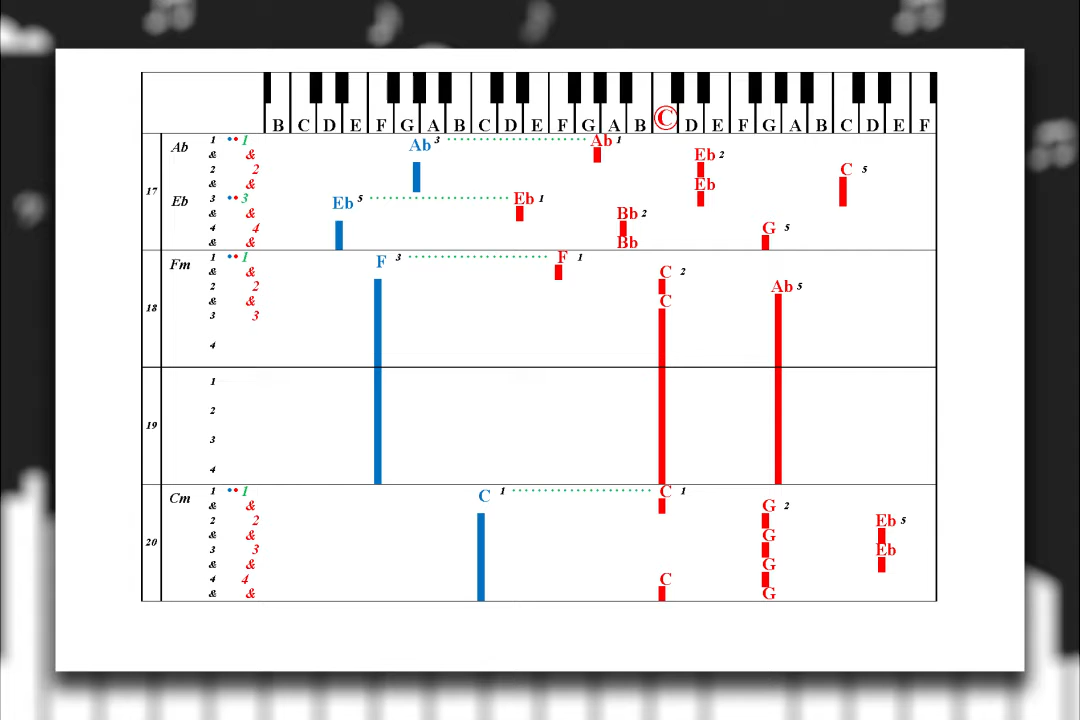 B C D E F G A B C D E F G A B C D E F G A B C D E F
Ab 1 1 Ab 3 Ab 1
& & Eb 2
2 2 C 5
17 & & Eb
Eb 3 3 Eb 5 Eb 1
& & Bb 2
4 4 G 5
& & Bb
Fm 1 1 F 3 F 1
& & C 2
2 2 Ab 5
18 & & C
3 3
4
1
2
19
3
4
Cm 1 1 C 1 C 1
& & G 2
2 2 Eb 5
& & G
20 3 3 Eb
& & G
4 4 C
& & G